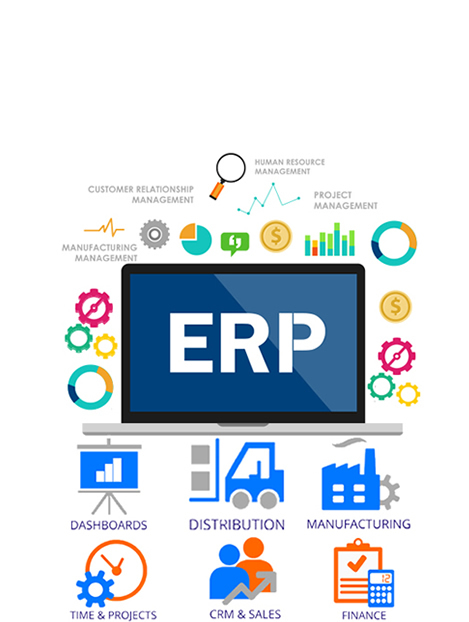 HUMAN RESOURCE
MANAGEMENT
CUSTOMER RELATIONSHIP
MANAGEMENT
PROJECT
MANAGEMENT
$
MANUFACTURING
MANAGEMENT
$
ERP
DASHBOARDS
DISTRIBUTION
MANUFACTURING
12
TIME & PROJECTS
CRM & SALES
FINANCE